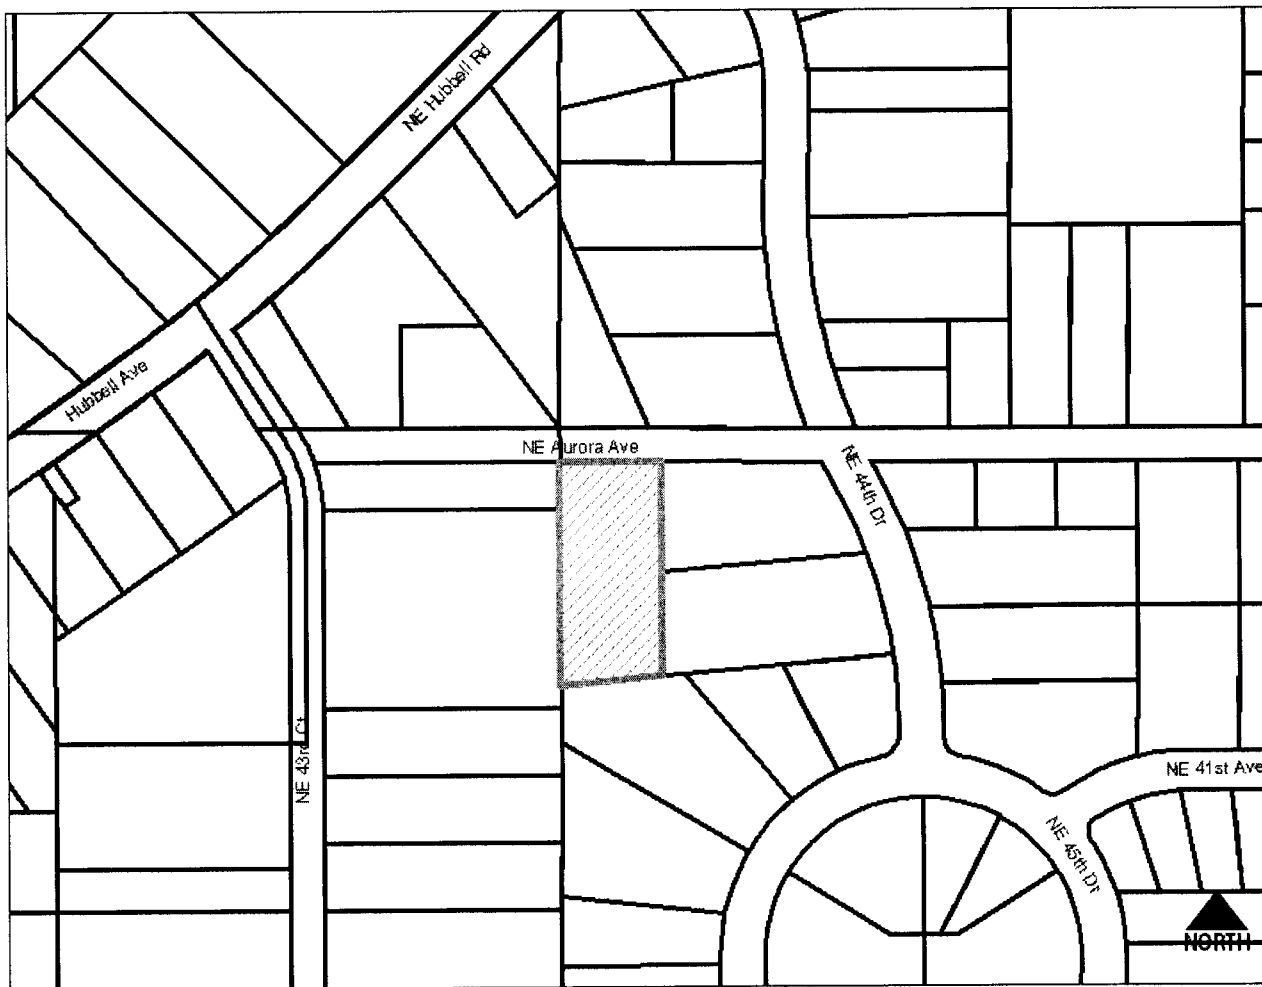 NE Hubbell Rd
Hubbell Ave
NE Aurora Ave
NE 44th Dr
NE 43rd Ct
NE 41st Ave
NE 45th Dr
NORTH